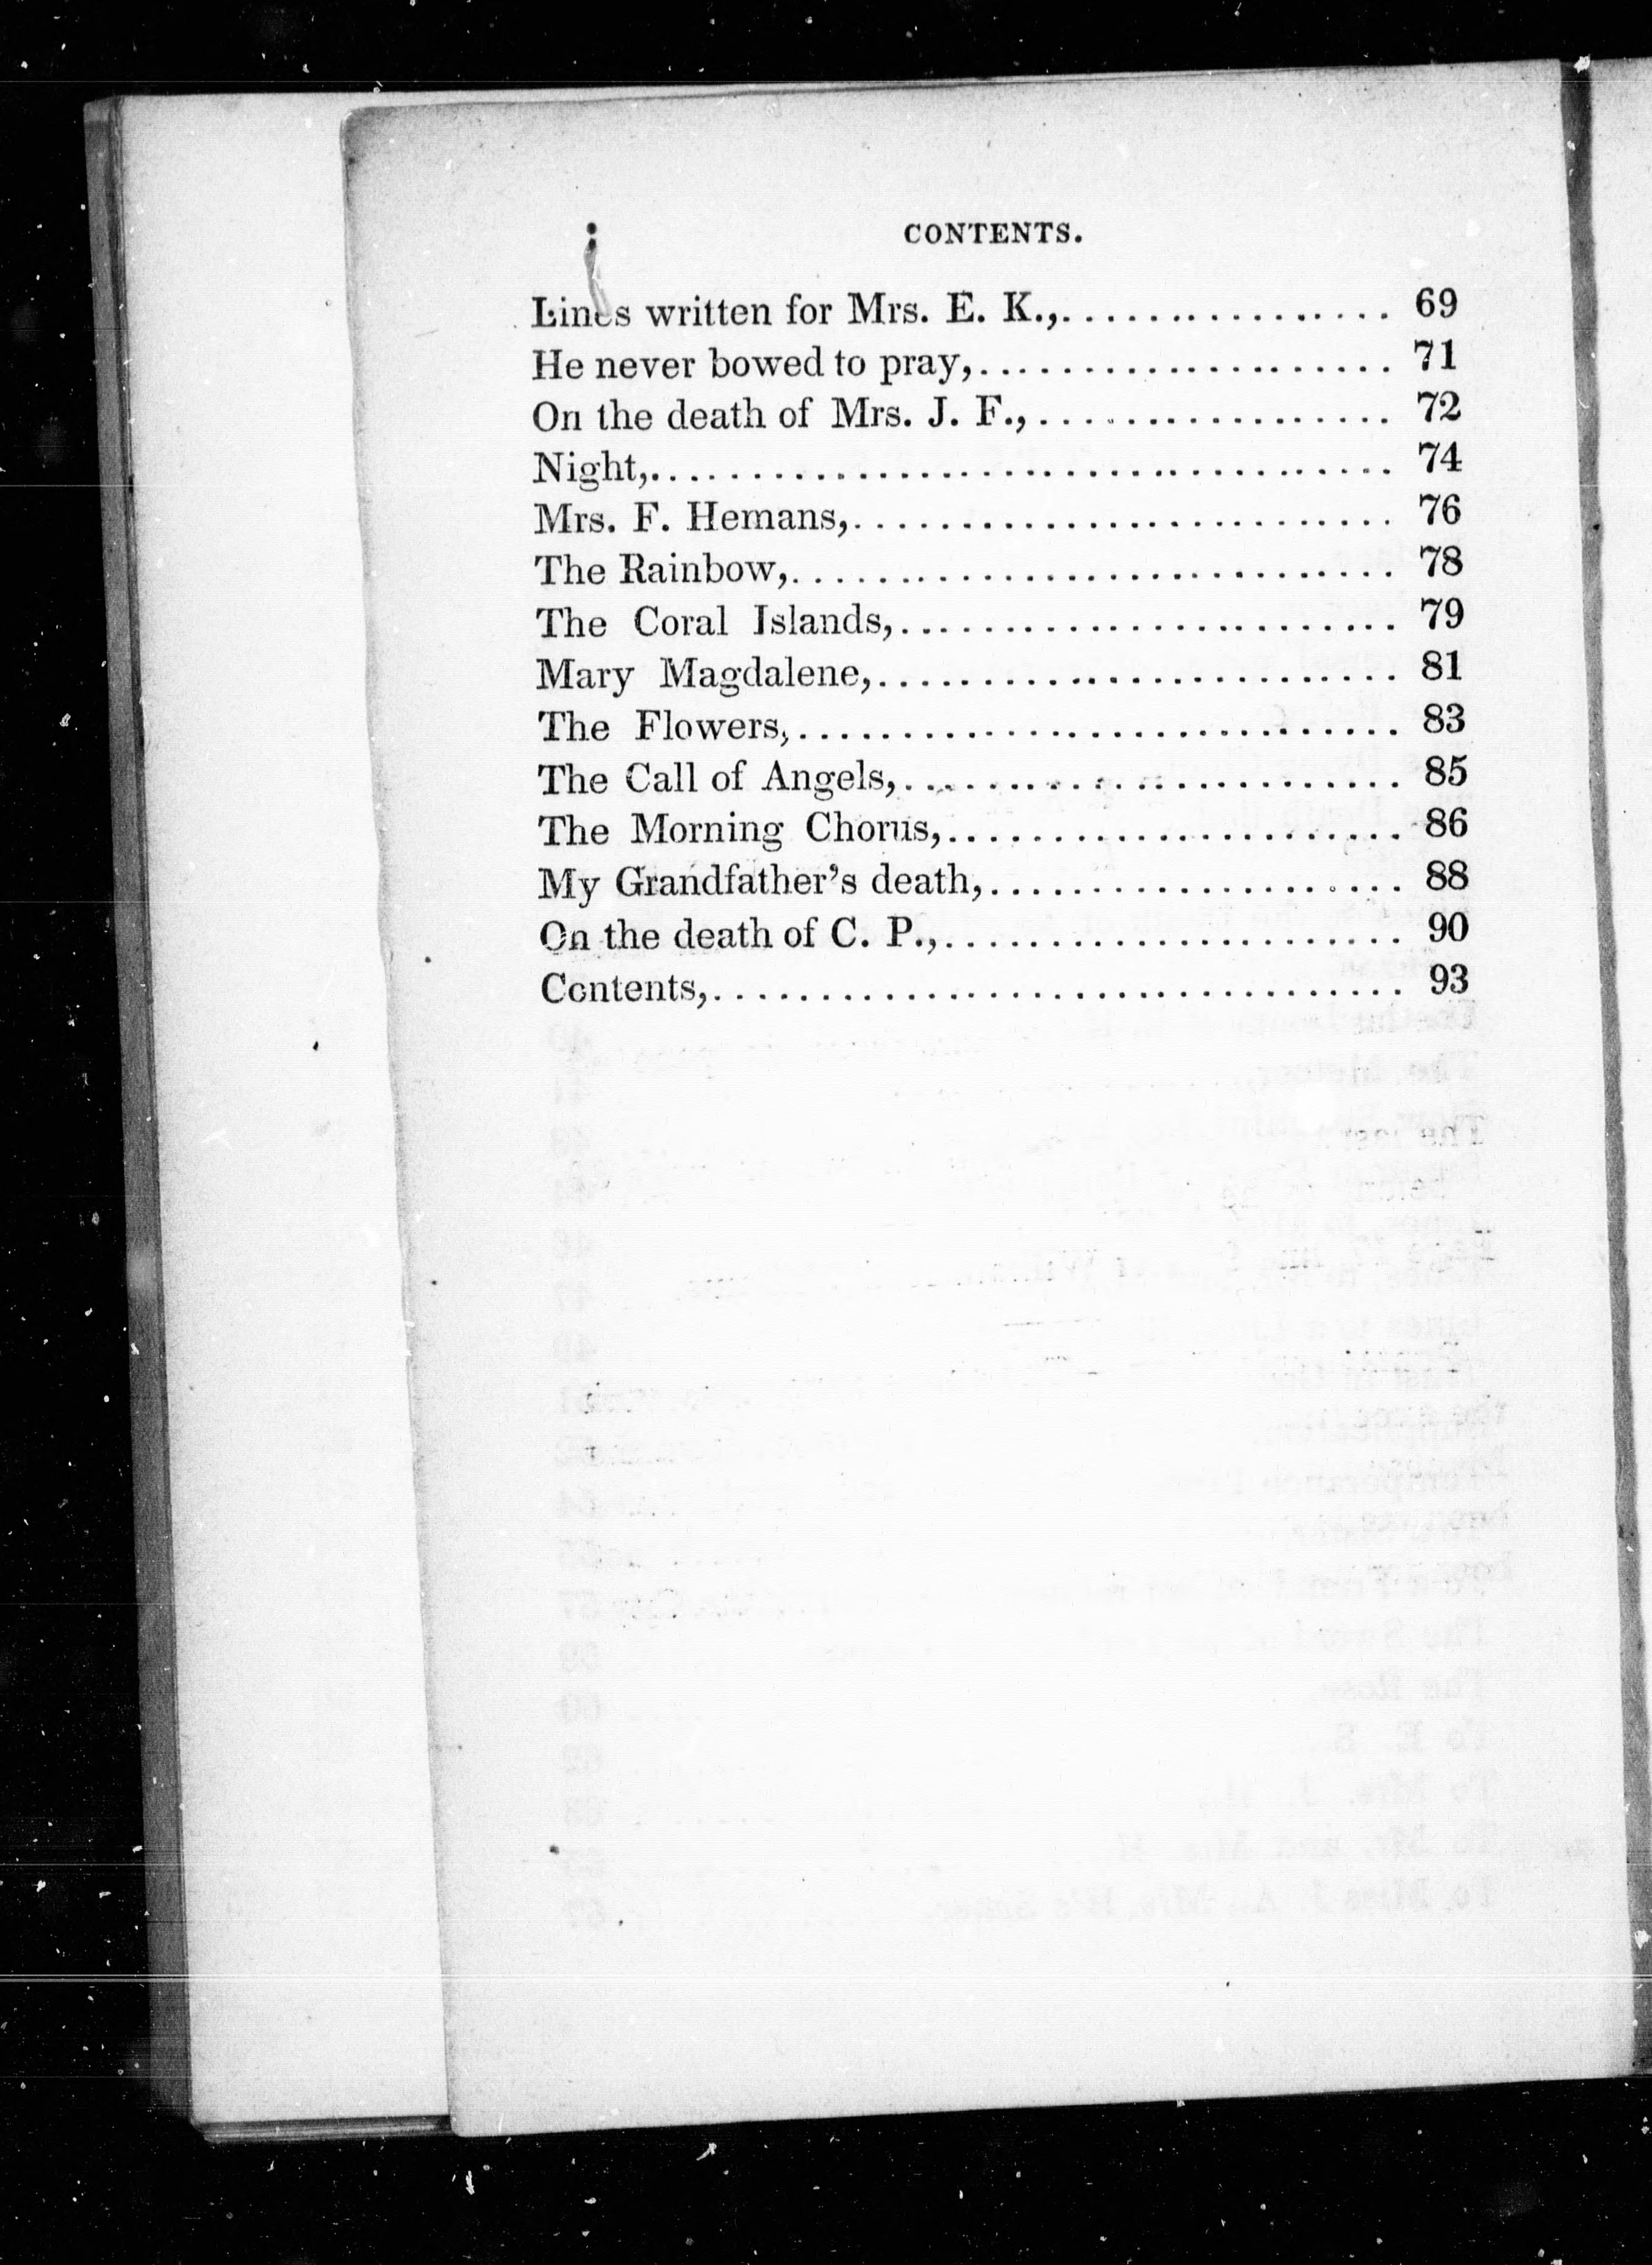 CONTENTS.
Lines written for Mrs. E. K.,................ 69
He never bowed to pray,.................... 71
On the death of Mrs. J. F.,................. 72
Night,.................................... 74
Mrs. F. Hemans,.......................... 76
The Rainbow,............................. 78
The Coral Islands,........................ 79
Mary Magdalene,......................... 81
The Flowers,............................. 83
The Call of Angels,........................ 85
The Morning Chorus,...................... 86
My Grandfather's death,.................... 88
On the death of C. P.,...................... 90
Contents,................................. 93